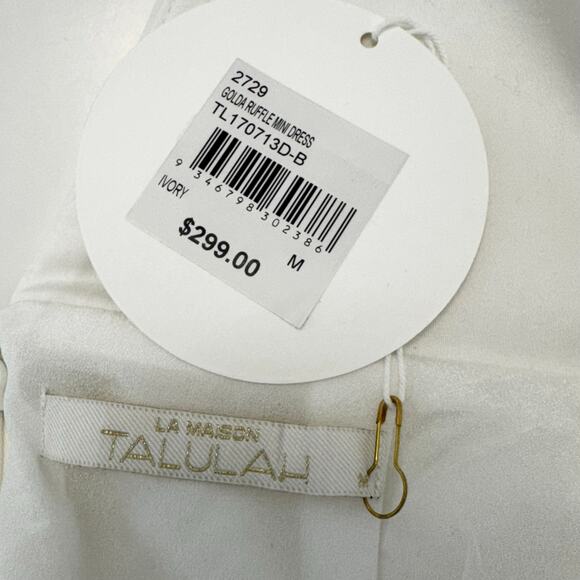 2729
GOLDA RUFFLE MINI DRESS
TL170713D-B
9 346798 302386
IVORY
M
$299.00
LA MAISON
TALULAH